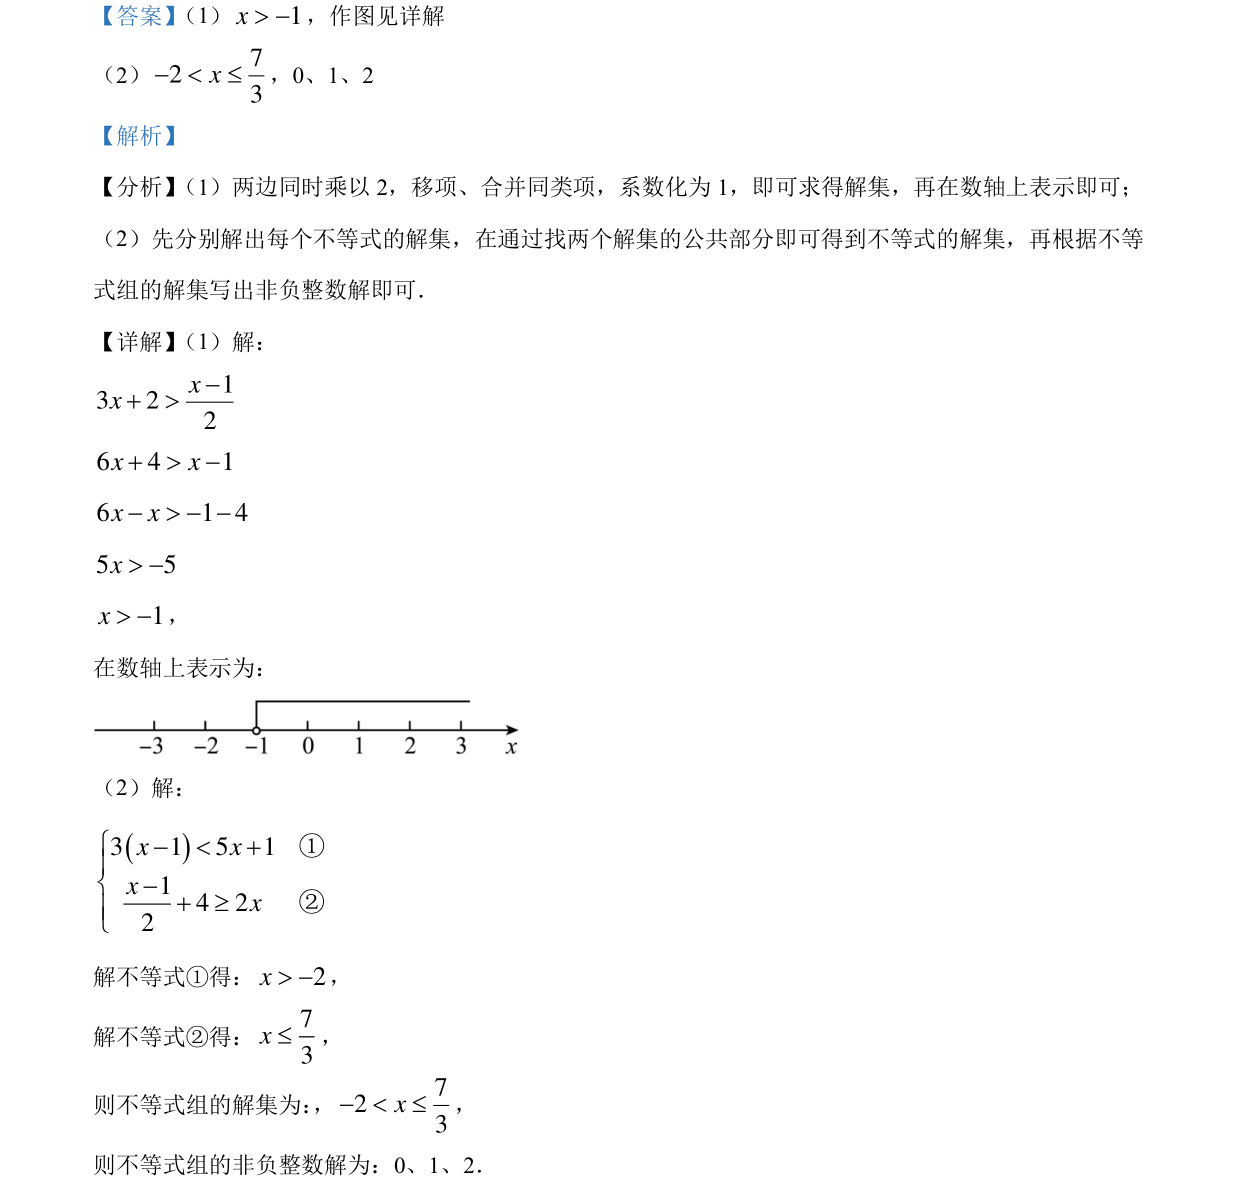 【答案】（1）x>−1，作图见详解
（2）−2<x≤7/3，0、1、2
【解析】
【分析】（1）两边同时乘以 2，移项、合并同类项，系数化为 1，即可求得解集，再在数轴上表示即可；
（2）先分别解出每个不等式的解集，在通过找两个解集的公共部分即可得到不等式的解集，再根据不等
式组的解集写出非负整数解即可．
【详解】（1）解：
3x+2>(x−1)/2
6x+4>x−1
6x−x>−1−4
5x>−5
x>−1，
在数轴上表示为：
−3 −2 −1 0 1 2 3 x
（2）解：
3(x−1)<5x+1 ①
(x−1)/2+4≥2x ②
解不等式①得：x>−2，
解不等式②得：x≤7/3，
则不等式组的解集为：，−2<x≤7/3，
则不等式组的非负整数解为：0、1、2．